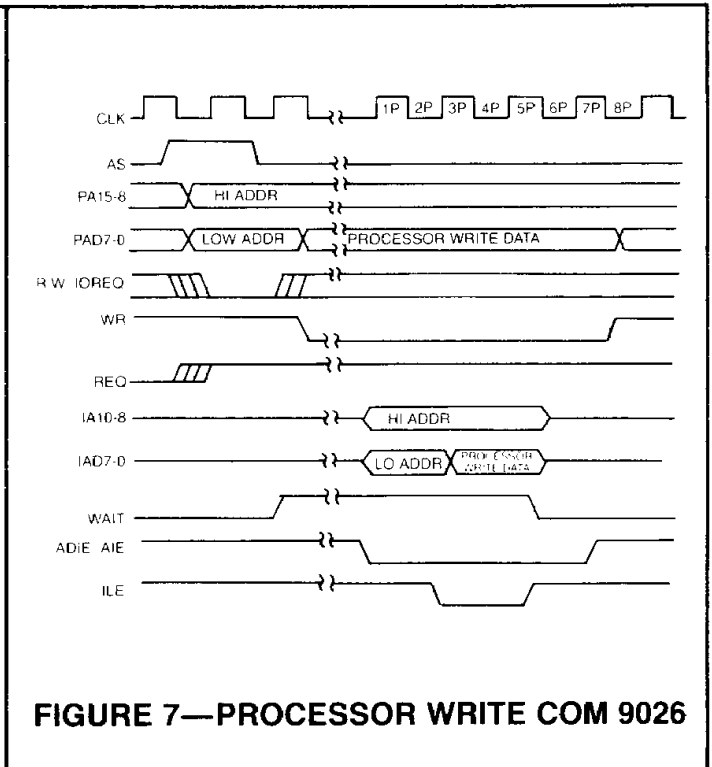 CLK 1P 2P 3P 4P 5P 6P 7P 8P
AS
PA15-8 HI ADDR
PAD7-0 LOW ADDR PROCESSOR WRITE DATA
R W IOREQ
WR
REQ
IA10-8 HI ADDR
IAD7-0 LO ADDR PROCESSOR
WRITE DATA
WAIT
ADIE AIE
ILE
FIGURE 7—PROCESSOR WRITE COM 9026